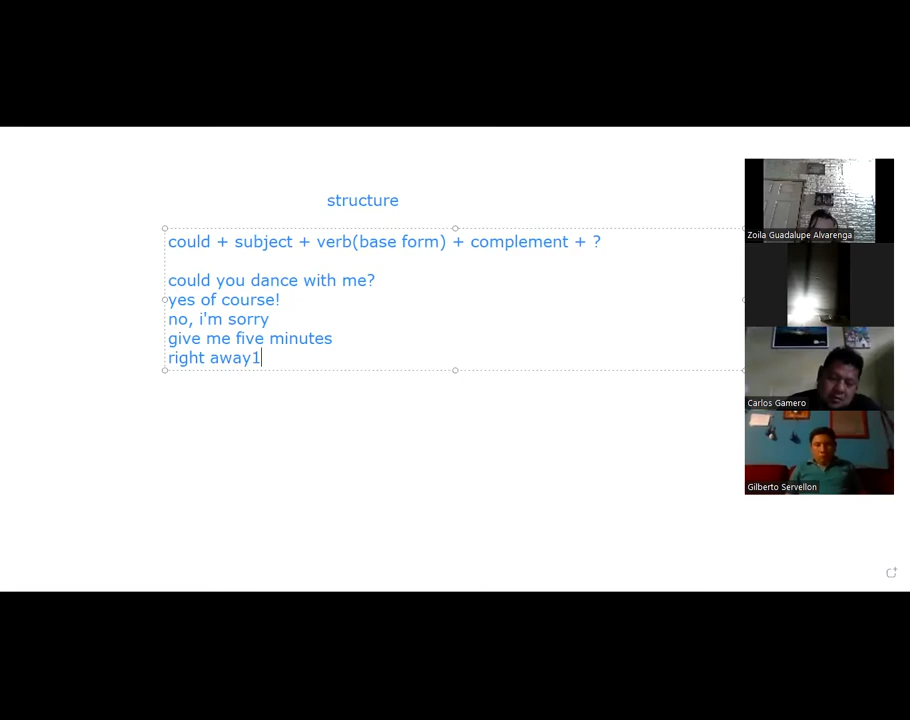 structure
could + subject + verb(base form) + complement + ?
could you dance with me?
yes of course!
no, i'm sorry
give me five minutes
right away1
Zoila Guadalupe Alvarenga
Carlos Gamero
Gilberto Servellon